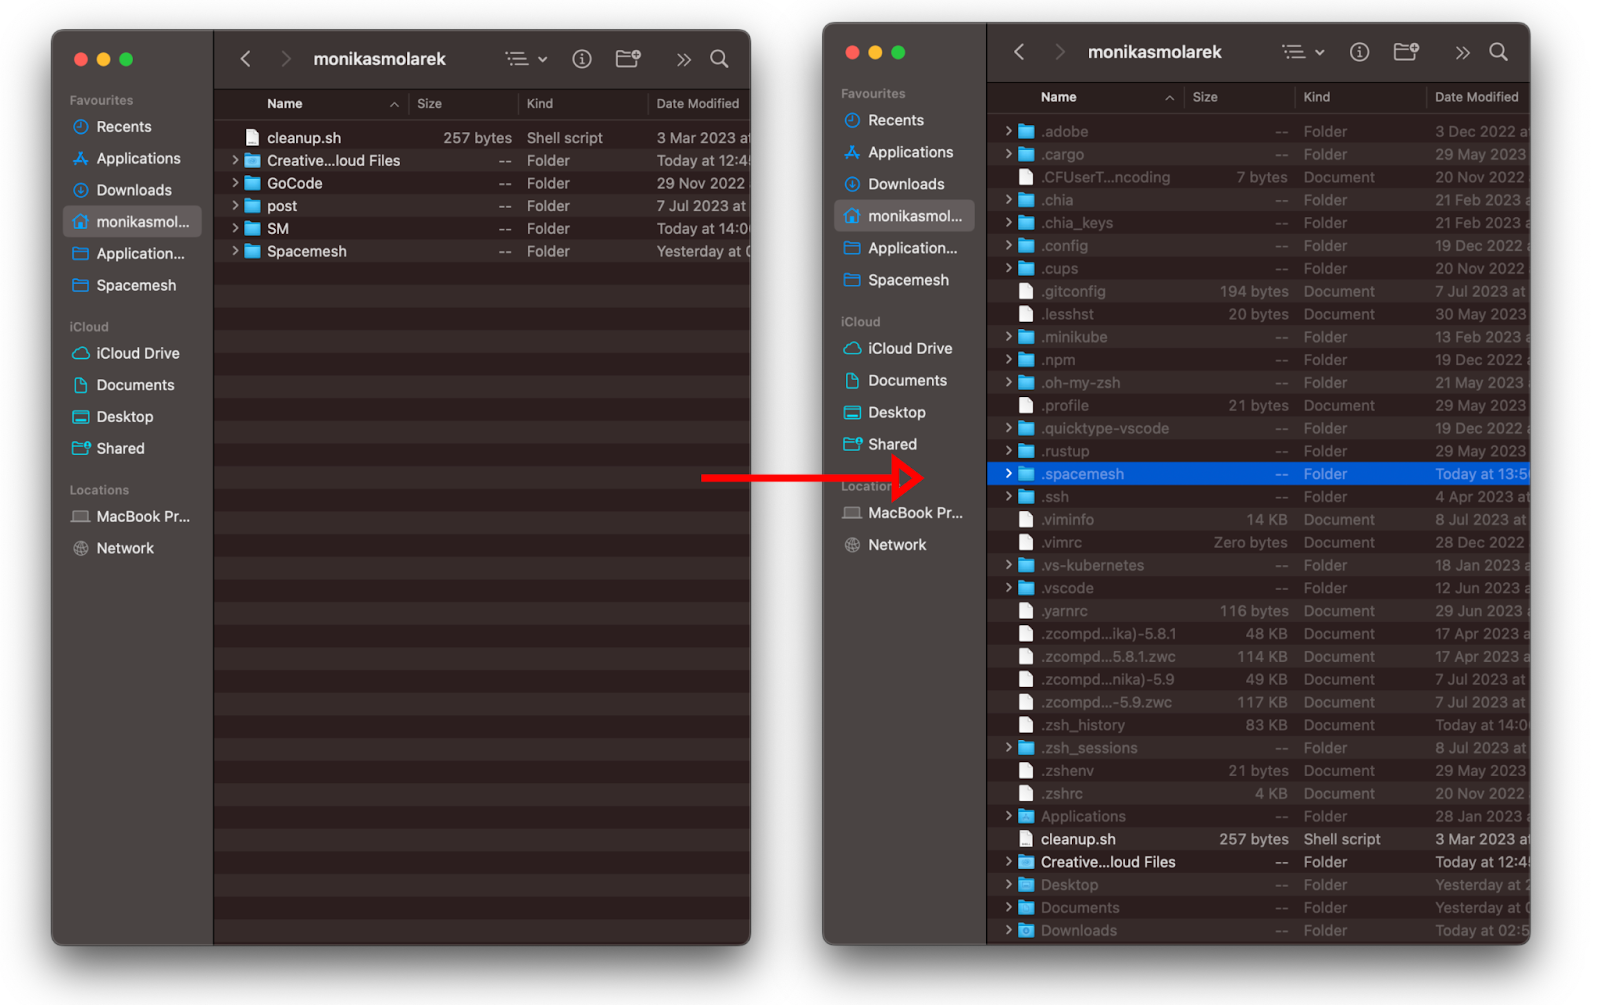 monikasmolarek
Name Size Kind Date Modified
Favourites
Recents
Applications
Downloads
monikasmol...
Application...
Spacemesh
iCloud
iCloud Drive
Documents
Desktop
Shared
Locations
MacBook Pr...
Network
cleanup.sh 257 bytes Shell script 3 Mar 2023 at
Creative...loud Files -- Folder Today at 12:45
GoCode -- Folder 29 Nov 2022
post -- Folder 7 Jul 2023 at
SM -- Folder Today at 14:0
Spacemesh -- Folder Yesterday at 0
monikasmolarek
Name Size Kind Date Modified
Favourites
Recents
Applications
Downloads
monikasmol...
Application...
Spacemesh
iCloud
iCloud Drive
Documents
Desktop
Shared
Location
MacBook Pr...
Network
.adobe -- Folder 3 Dec 2022 a
.cargo -- Folder 29 May 2023
.CFUserT...ncoding 7 bytes Document 20 Nov 2022
.chia -- Folder 21 Feb 2023 a
.chia_keys -- Folder 21 Feb 2023 a
.config -- Folder 19 Dec 2022 a
.cups -- Folder 20 Nov 2022
.gitconfig 194 bytes Document 7 Jul 2023 at
.lesshst 20 bytes Document 30 May 2023
.minikube -- Folder 13 Feb 2023 a
.npm -- Folder 19 Dec 2022 a
.oh-my-zsh -- Folder 21 May 2023
.profile 21 bytes Document 29 May 2023
.quicktype-vscode -- Folder 19 Dec 2022 a
.rustup -- Folder 29 May 2023
.spacemesh -- Folder Today at 13:5
.ssh -- Folder 4 Apr 2023 a
.viminfo 14 KB Document 8 Jul 2023 at
.vimrc Zero bytes Document 28 Dec 2022
.vs-kubernetes -- Folder 18 Jan 2023 a
.vscode -- Folder 12 Jun 2023 a
.yarnrc 116 bytes Document 29 Jun 2023
.zcompd...ika)-5.8.1 48 KB Document 17 Apr 2023 a
.zcompd...5.8.1.zwc 114 KB Document 17 Apr 2023 a
.zcompd...nika)-5.9 49 KB Document 7 Jul 2023 at
.zcompd...-5.9.zwc 117 KB Document 7 Jul 2023 at
.zsh_history 83 KB Document Today at 14:0
.zsh_sessions -- Folder 8 Jul 2023 at
.zshenv 21 bytes Document 29 May 2023
.zshrc 4 KB Document 20 Nov 2022
Applications -- Folder 28 Jan 2023 a
cleanup.sh 257 bytes Shell script 3 Mar 2023 at
Creative...loud Files -- Folder Today at 12:45
Desktop -- Folder Yesterday at 2
Documents -- Folder Yesterday at 0
Downloads -- Folder Today at 02:5